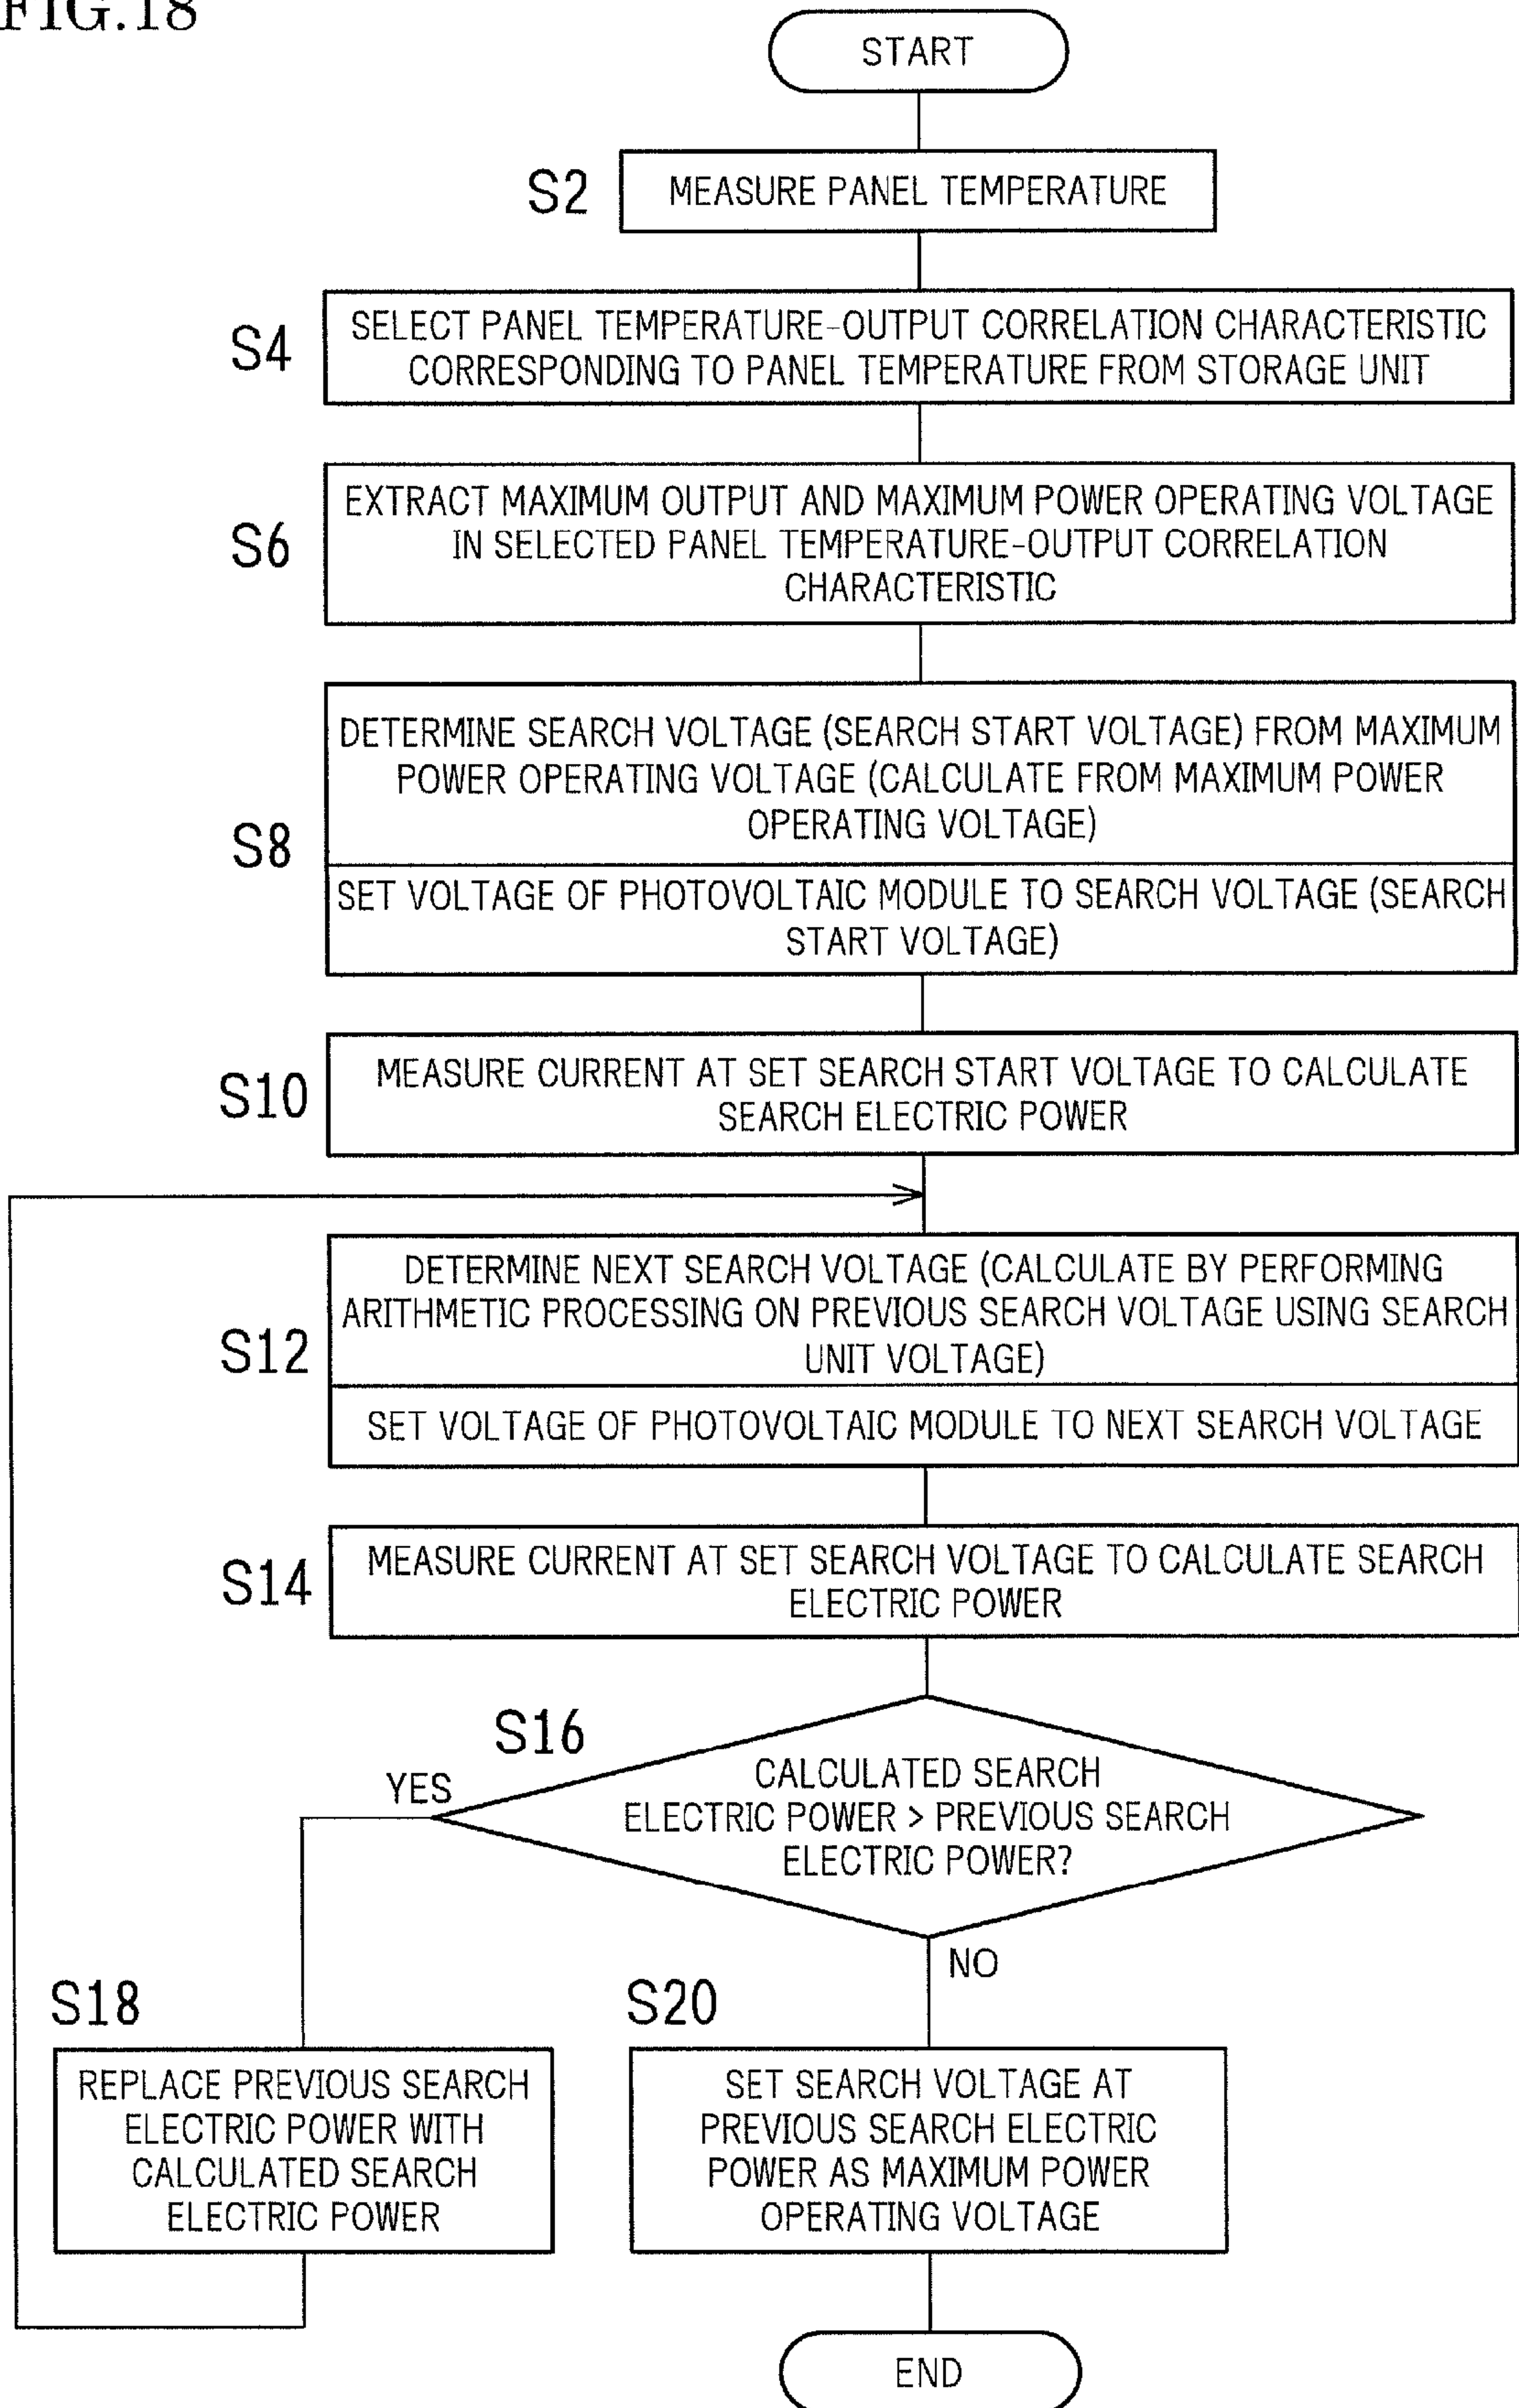 FIG.18
START
S2
MEASURE PANEL TEMPERATURE
S4
SELECT PANEL TEMPERATURE-OUTPUT CORRELATION CHARACTERISTIC
CORRESPONDING TO PANEL TEMPERATURE FROM STORAGE UNIT
S6
EXTRACT MAXIMUM OUTPUT AND MAXIMUM POWER OPERATING VOLTAGE
IN SELECTED PANEL TEMPERATURE-OUTPUT CORRELATION
CHARACTERISTIC
S8
DETERMINE SEARCH VOLTAGE (SEARCH START VOLTAGE) FROM MAXIMUM
POWER OPERATING VOLTAGE (CALCULATE FROM MAXIMUM POWER
OPERATING VOLTAGE)
SET VOLTAGE OF PHOTOVOLTAIC MODULE TO SEARCH VOLTAGE (SEARCH
START VOLTAGE)
S10
MEASURE CURRENT AT SET SEARCH START VOLTAGE TO CALCULATE
SEARCH ELECTRIC POWER
S12
DETERMINE NEXT SEARCH VOLTAGE (CALCULATE BY PERFORMING
ARITHMETIC PROCESSING ON PREVIOUS SEARCH VOLTAGE USING SEARCH
UNIT VOLTAGE)
SET VOLTAGE OF PHOTOVOLTAIC MODULE TO NEXT SEARCH VOLTAGE
S14
MEASURE CURRENT AT SET SEARCH VOLTAGE TO CALCULATE SEARCH
ELECTRIC POWER
S16
YES
CALCULATED SEARCH
ELECTRIC POWER > PREVIOUS SEARCH
ELECTRIC POWER?
NO
S18
REPLACE PREVIOUS SEARCH
ELECTRIC POWER WITH
CALCULATED SEARCH
ELECTRIC POWER
S20
SET SEARCH VOLTAGE AT
PREVIOUS SEARCH ELECTRIC
POWER AS MAXIMUM POWER
OPERATING VOLTAGE
END